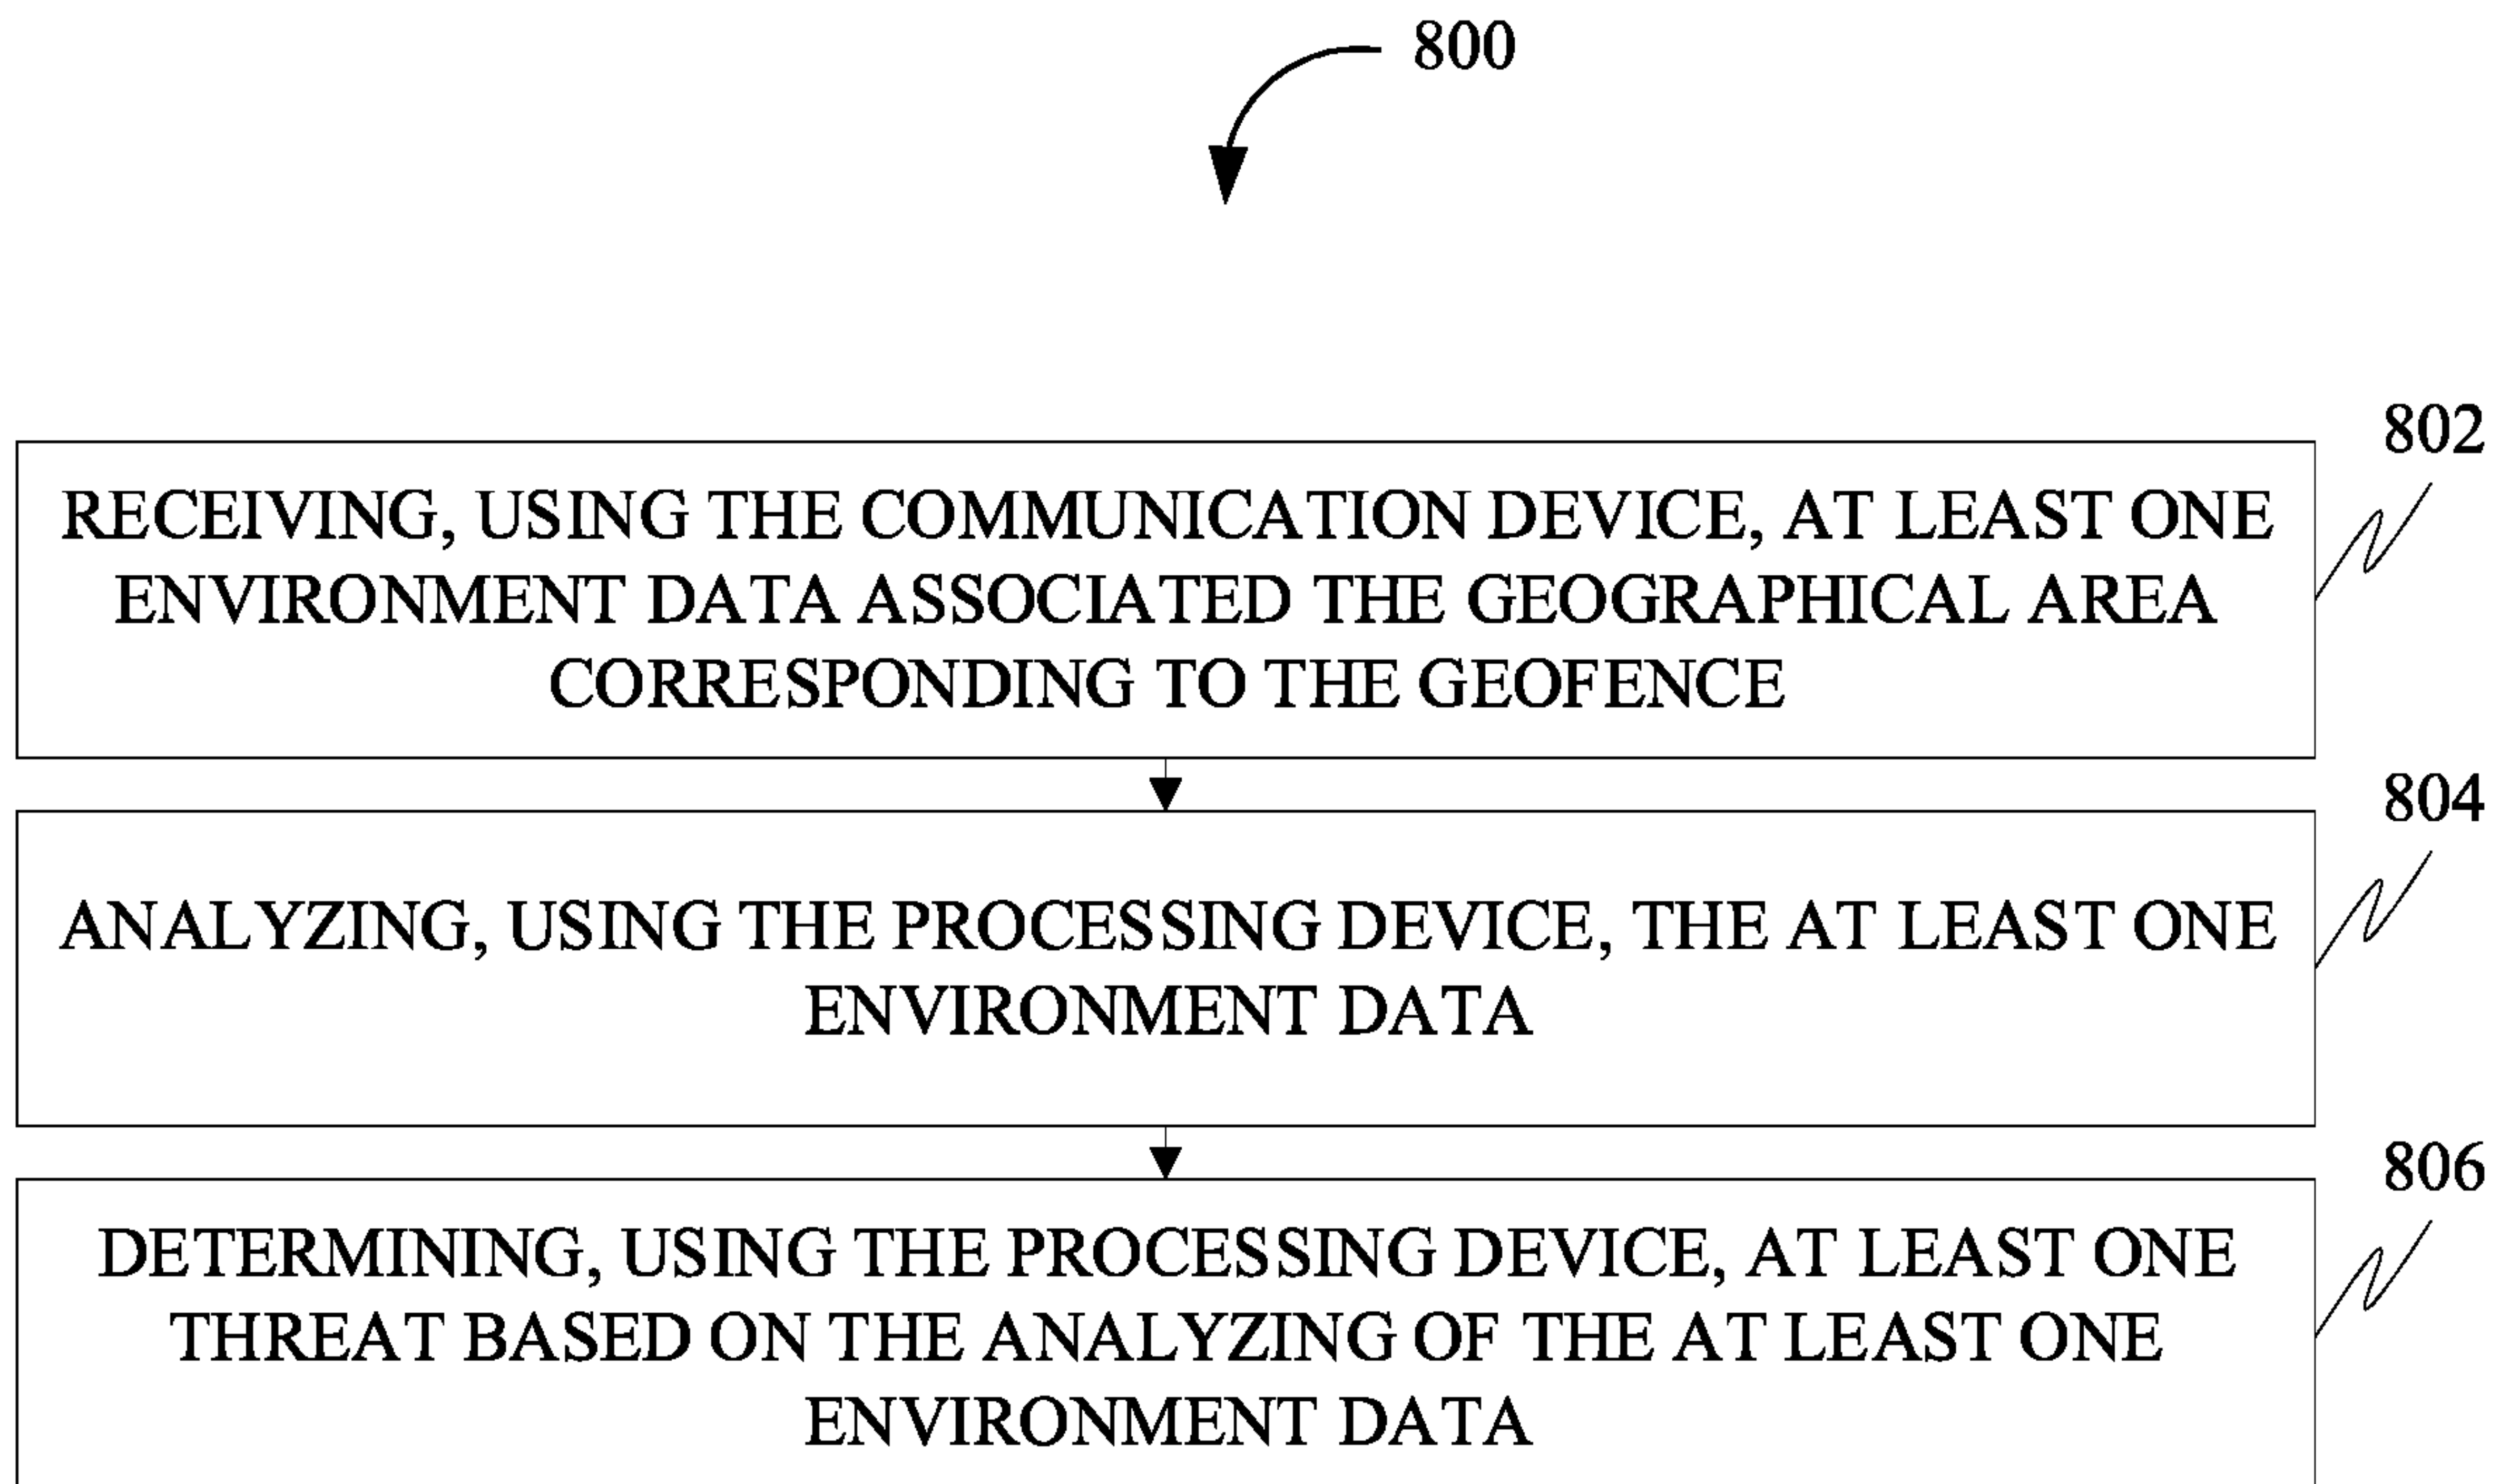 800
802
RECEIVING, USING THE COMMUNICATION DEVICE, AT LEAST ONE
ENVIRONMENT DATA ASSOCIATED THE GEOGRAPHICAL AREA
CORRESPONDING TO THE GEOFENCE
804
ANALYZING, USING THE PROCESSING DEVICE, THE AT LEAST ONE
ENVIRONMENT DATA
806
DETERMINING, USING THE PROCESSING DEVICE, AT LEAST ONE
THREAT BASED ON THE ANALYZING OF THE AT LEAST ONE
ENVIRONMENT DATA